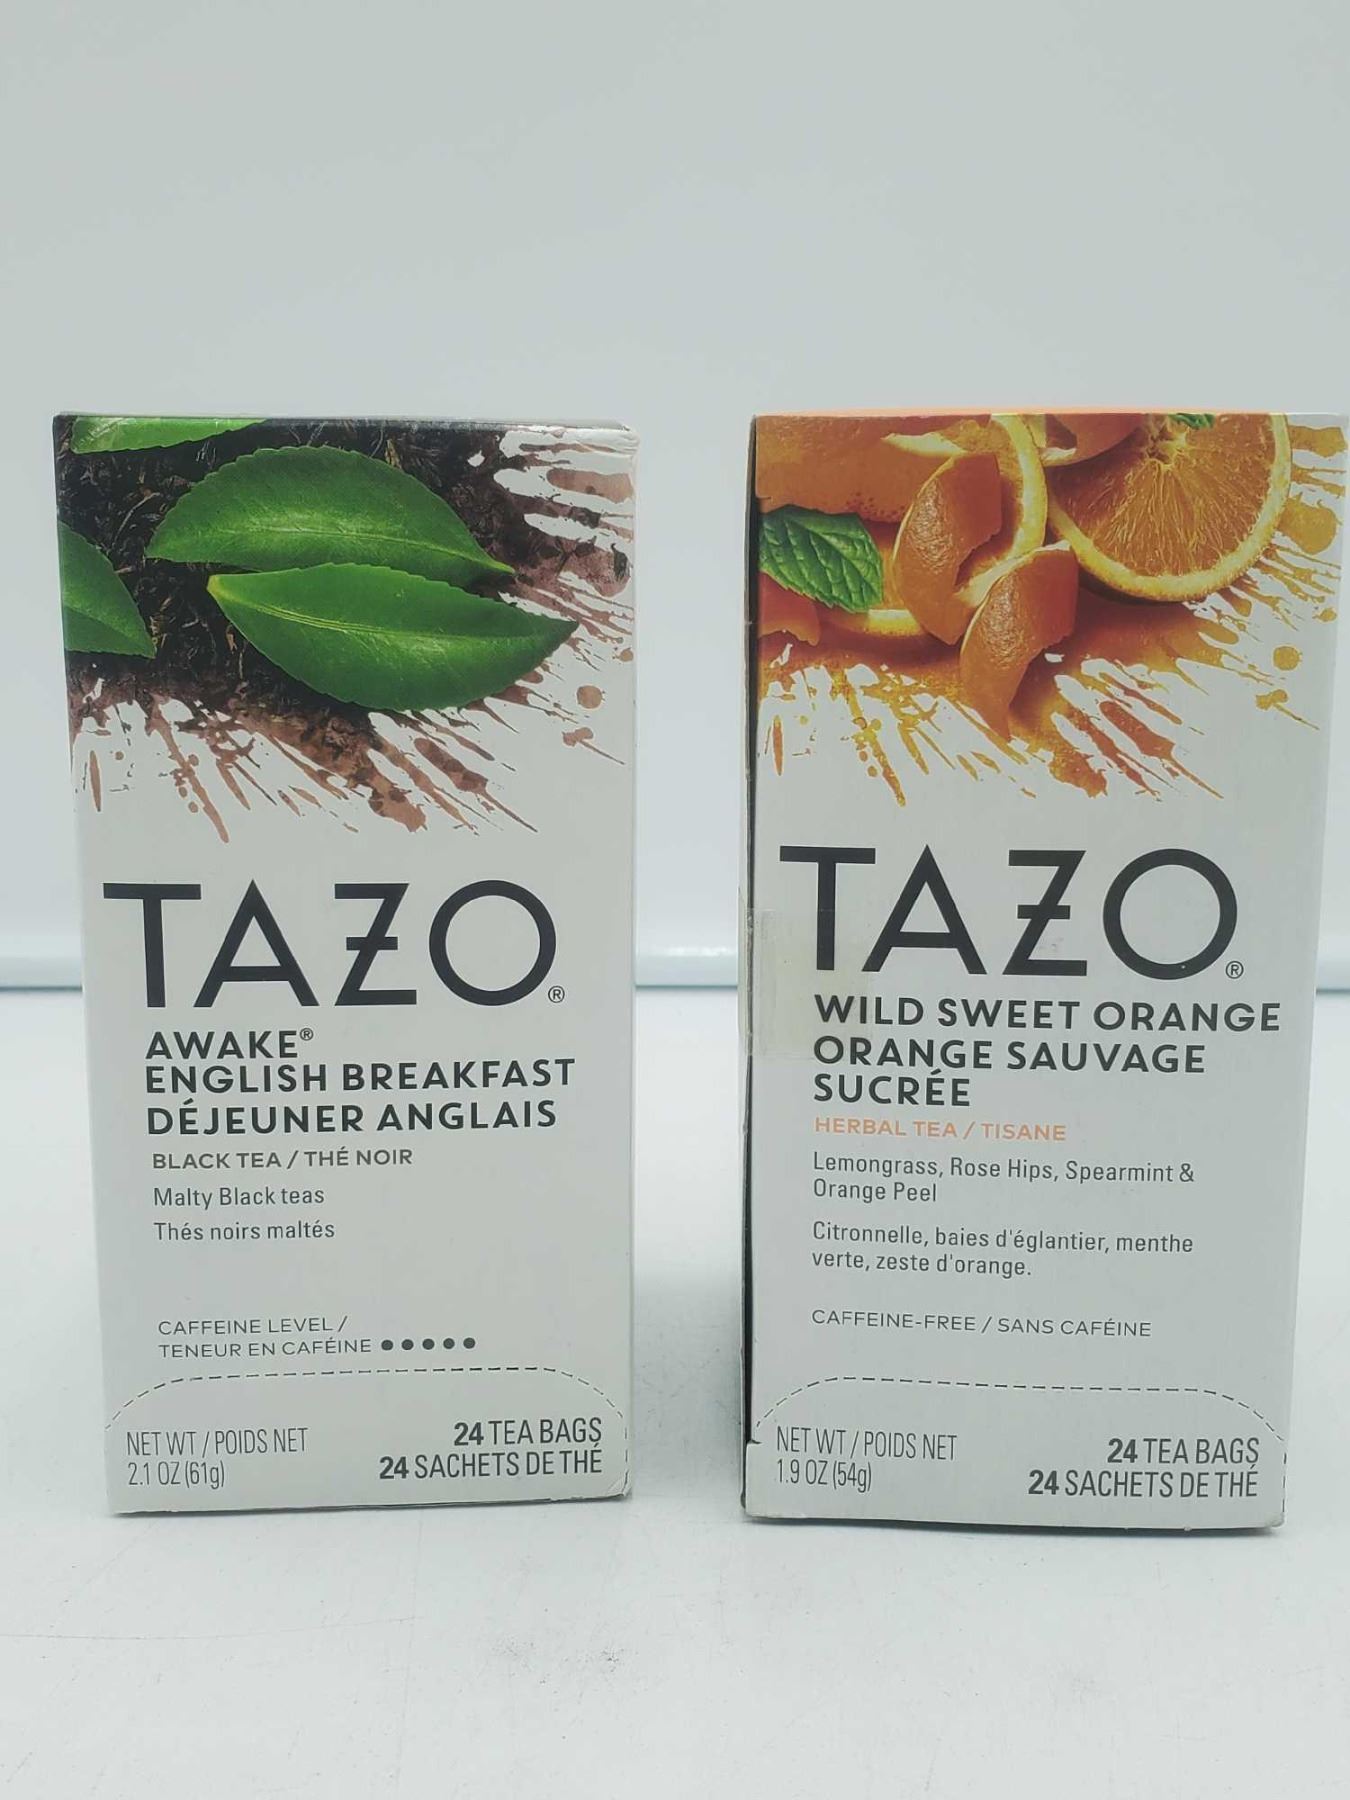 TAZO®
AWAKE®
ENGLISH BREAKFAST
DÉJEUNER ANGLAIS
BLACK TEA / THÉ NOIR
Malty Black teas
Thés noirs maltés
CAFFEINE LEVEL /
TENEUR EN CAFÉINE
NET WT / POIDS NET
2.1 OZ (61g)
24 TEA BAGS
24 SACHETS DE THÉ
TAZO®
WILD SWEET ORANGE
ORANGE SAUVAGE
SUCRÉE
HERBAL TEA / TISANE
Lemongrass, Rose Hips, Spearmint &
Orange Peel
Citronnelle, baies d'églantier, menthe
verte, zeste d'orange.
CAFFEINE-FREE / SANS CAFÉINE
NET WT / POIDS NET
1.9 OZ (54g)
24 TEA BAGS
24 SACHETS DE THÉ